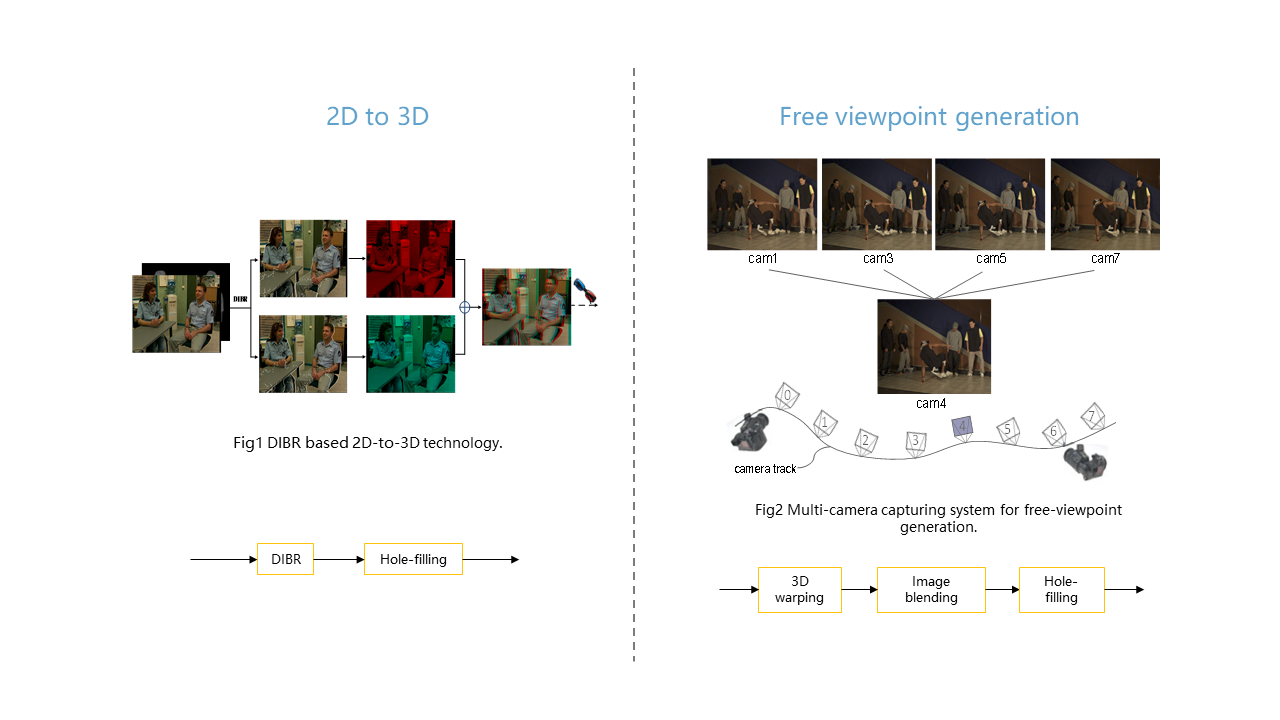 2D to 3D
DIBR
Fig1 DIBR based 2D-to-3D technology.
DIBR
Hole-filling
Free viewpoint generation
cam1
cam3
cam5
cam7
cam4
0
1
2
3
4
5
6
7
camera track
Fig2 Multi-camera capturing system for free-viewpoint
generation.
3D
warping
Image
blending
Hole-
filling